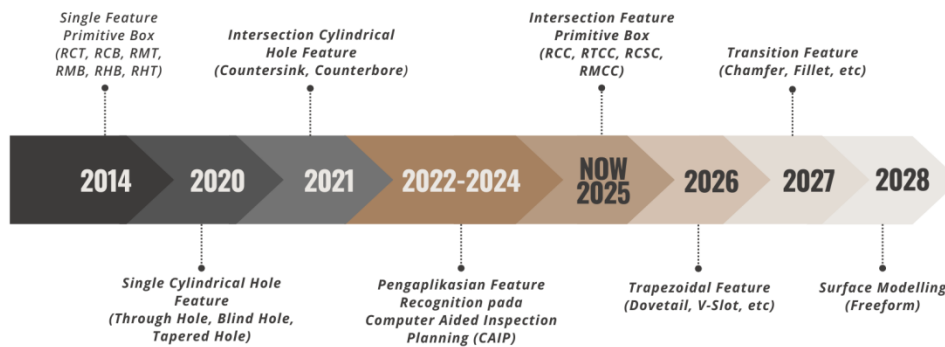 Single Feature
Primitive Box
(RCT, RCB, RMT,
RMB, RHB, RHT)
Intersection Cylindrical
Hole Feature
(Countersink, Counterbore)
Intersection Feature
Primitive Box
(RCC, RTCC, RCSC,
RMCC)
Transition Feature
(Chamfer, Fillet, etc)
2014
2020
2021
2022-2024
NOW
2025
2026
2027
2028
Single Cylindrical Hole
Feature
(Through Hole, Blind Hole,
Tapered Hole)
Pengaplikasian Feature
Recognition pada
Computer Aided Inspection
Planning (CAIP)
Trapezoidal Feature
(Dovetail, V-Slot, etc)
Surface Modelling
(Freeform)